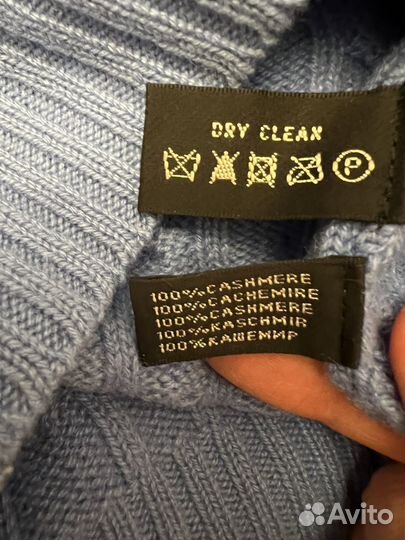 DRY CLEAN
P
100%CASHMERE
100%CACHEMIRE
100%CASHMERE
100%KASCHMIR
100%КАШЕМИР
Avito